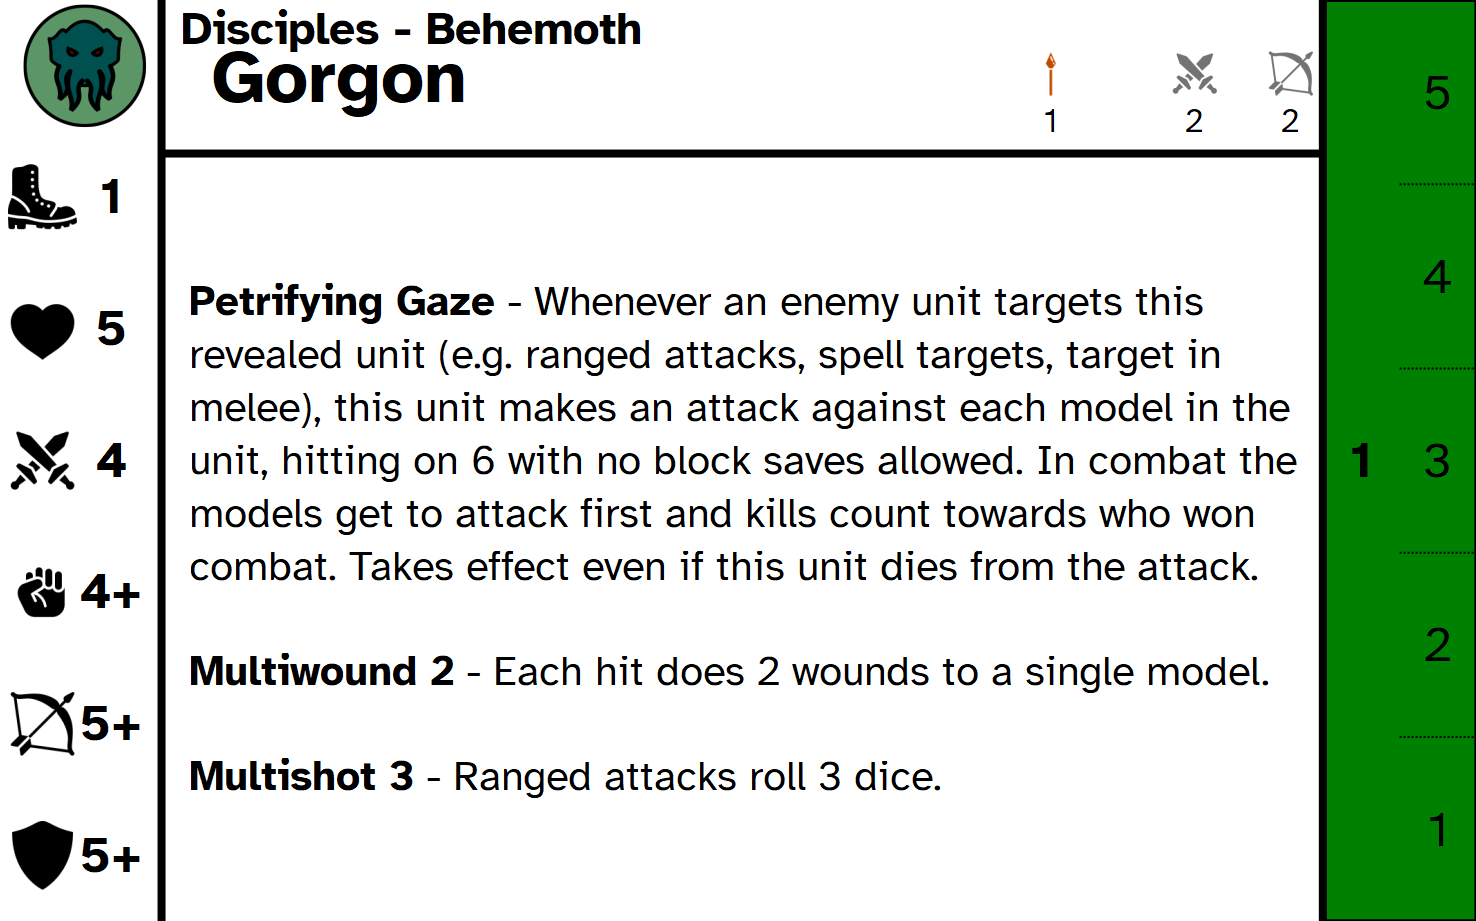 Disciples - Behemoth
Gorgon
1
2
2
1
5
4
4+
5+
5+
Petrifying Gaze - Whenever an enemy unit targets this
revealed unit (e.g. ranged attacks, spell targets, target in
melee), this unit makes an attack against each model in the
unit, hitting on 6 with no block saves allowed. In combat the
models get to attack first and kills count towards who won
combat. Takes effect even if this unit dies from the attack.
Multiwound 2 - Each hit does 2 wounds to a single model.
Multishot 3 - Ranged attacks roll 3 dice.
5
4
1 3
2
1